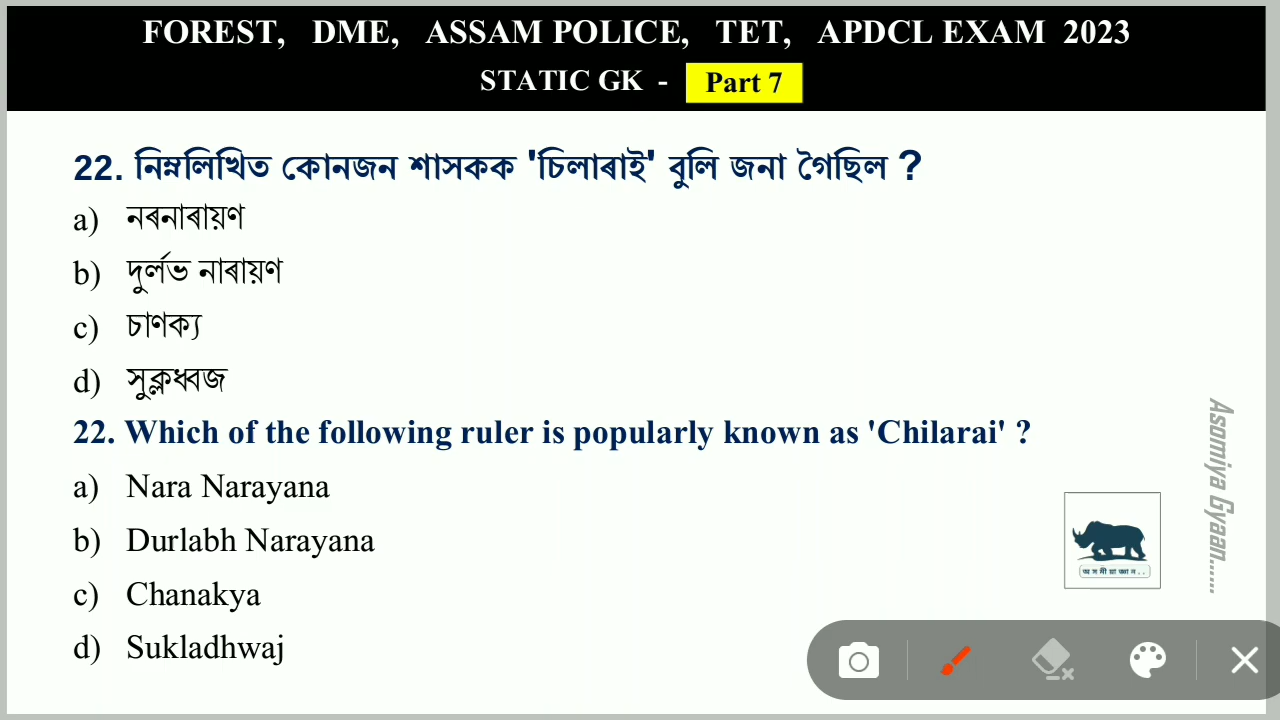 FOREST, DME, ASSAM POLICE, TET, APDCL EXAM 2023
STATIC GK - Part 7
22. নিম্নলিখিত কোনজন শাসকক 'চিলাৰাই' বুলি জনা গৈছিল ?
a) নৰনাৰায়ণ
b) দুৰ্লভ নাৰায়ণ
c) চাণক্য
d) সুক্লধ্বজ
22. Which of the following ruler is popularly known as 'Chilarai' ?
a) Nara Narayana
b) Durlabh Narayana
c) Chanakya
d) Sukladhwaj
Asomiya Gyaan.....
অসমীয়া জ্ঞান..